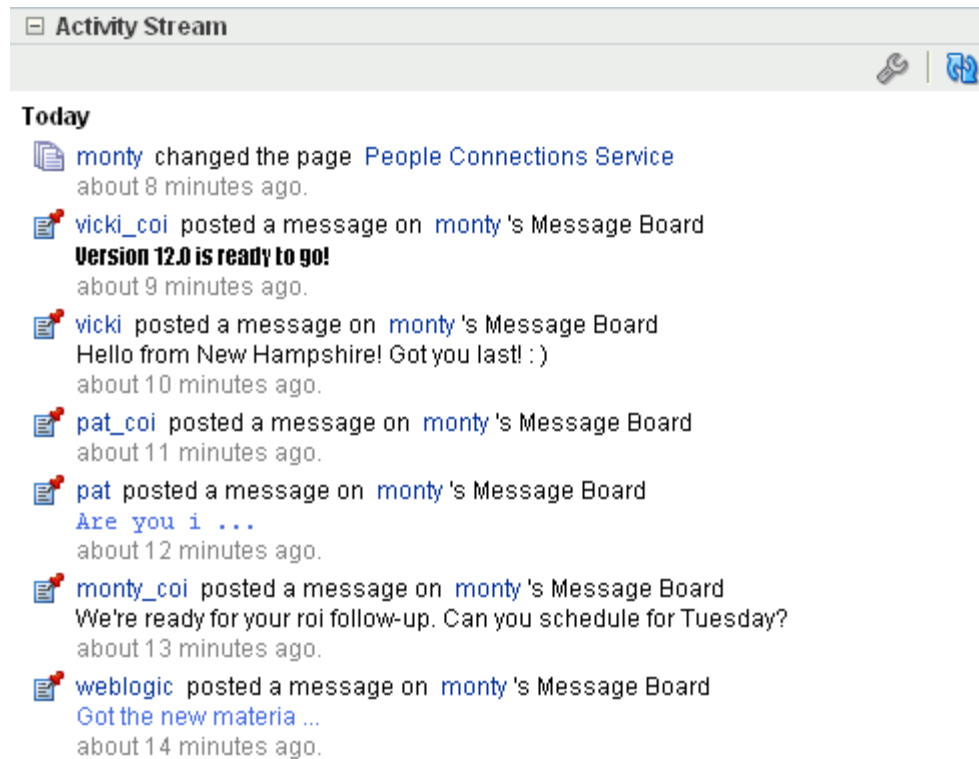 Activity Stream
Today
monty changed the page People Connections Service
about 8 minutes ago.
vicki_coi posted a message on monty 's Message Board
Version 12.0 is ready to go!
about 9 minutes ago.
vicki posted a message on monty 's Message Board
Hello from New Hampshire! Got you last! : )
about 10 minutes ago.
pat_coi posted a message on monty 's Message Board
about 11 minutes ago.
pat posted a message on monty 's Message Board
Are you i ...
about 12 minutes ago.
monty_coi posted a message on monty 's Message Board
We're ready for your roi follow-up. Can you schedule for Tuesday?
about 13 minutes ago.
weblogic posted a message on monty 's Message Board
Got the new materia ...
about 14 minutes ago.